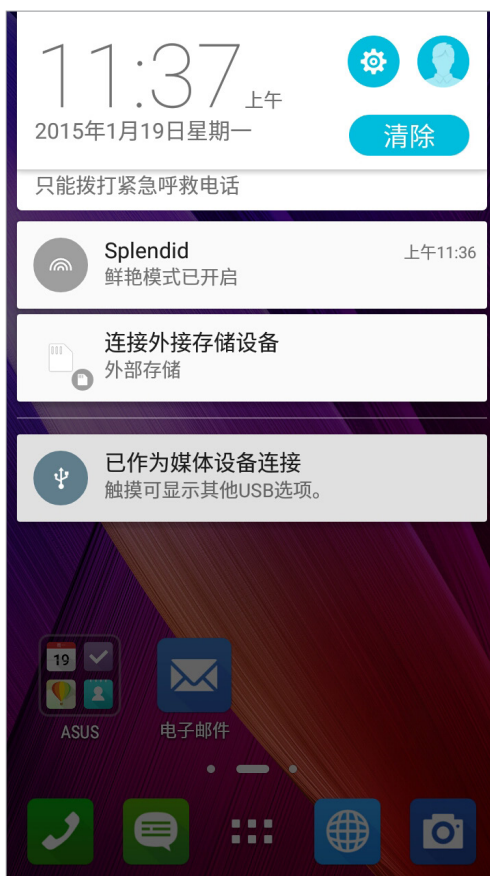 11:37 上午
2015年1月19日星期一
清除
只能拨打紧急呼救电话
Splendid
上午11:36
鲜艳模式已开启
连接外接存储设备
外部存储
已作为媒体设备连接
触摸可显示其他USB选项。
19
ASUS
电子邮件